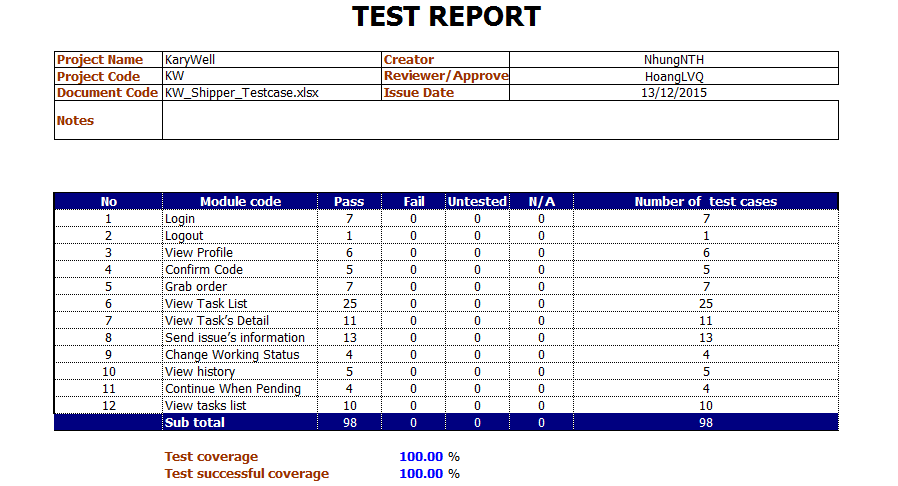 TEST REPORT
Project Name KaryWell Creator NhungNTH
Project Code KW Reviewer/Approve HoangLVQ
Document Code KW_Shipper_Testcase.xlsx Issue Date 13/12/2015
Notes
No Module code Pass Fail Untested N/A Number of test cases
1 Login 7 0 0 0 7
2 Logout 1 0 0 0 1
3 View Profile 6 0 0 0 6
4 Confirm Code 5 0 0 0 5
5 Grab order 7 0 0 0 7
6 View Task List 25 0 0 0 25
7 View Task's Detail 11 0 0 0 11
8 Send issue's information 13 0 0 0 13
9 Change Working Status 4 0 0 0 4
10 View history 5 0 0 0 5
11 Continue When Pending 4 0 0 0 4
12 View tasks list 10 0 0 0 10
Sub total 98 0 0 0 98
Test coverage 100.00 %
Test successful coverage 100.00 %